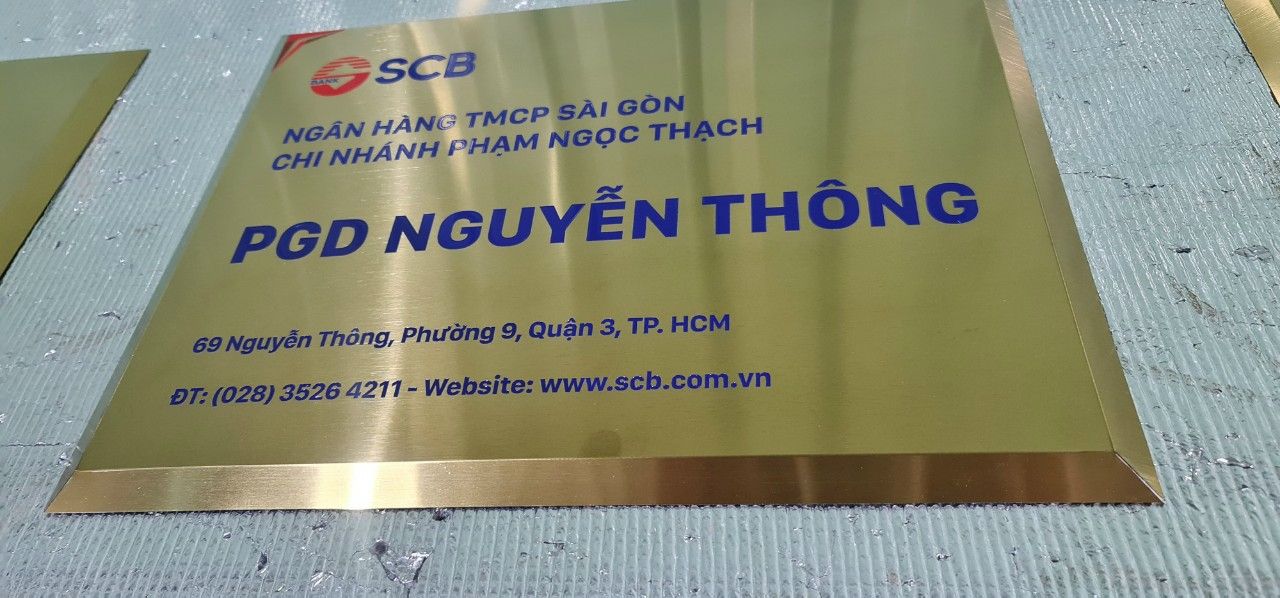 BANK SCB
NGÂN HÀNG TMCP SÀI GÒN
CHI NHÁNH PHẠM NGỌC THẠCH
PGD NGUYỄN THÔNG
69 Nguyễn Thông, Phường 9, Quận 3, TP. HCM
ĐT: (028) 3526 4211 - Website: www.scb.com.vn